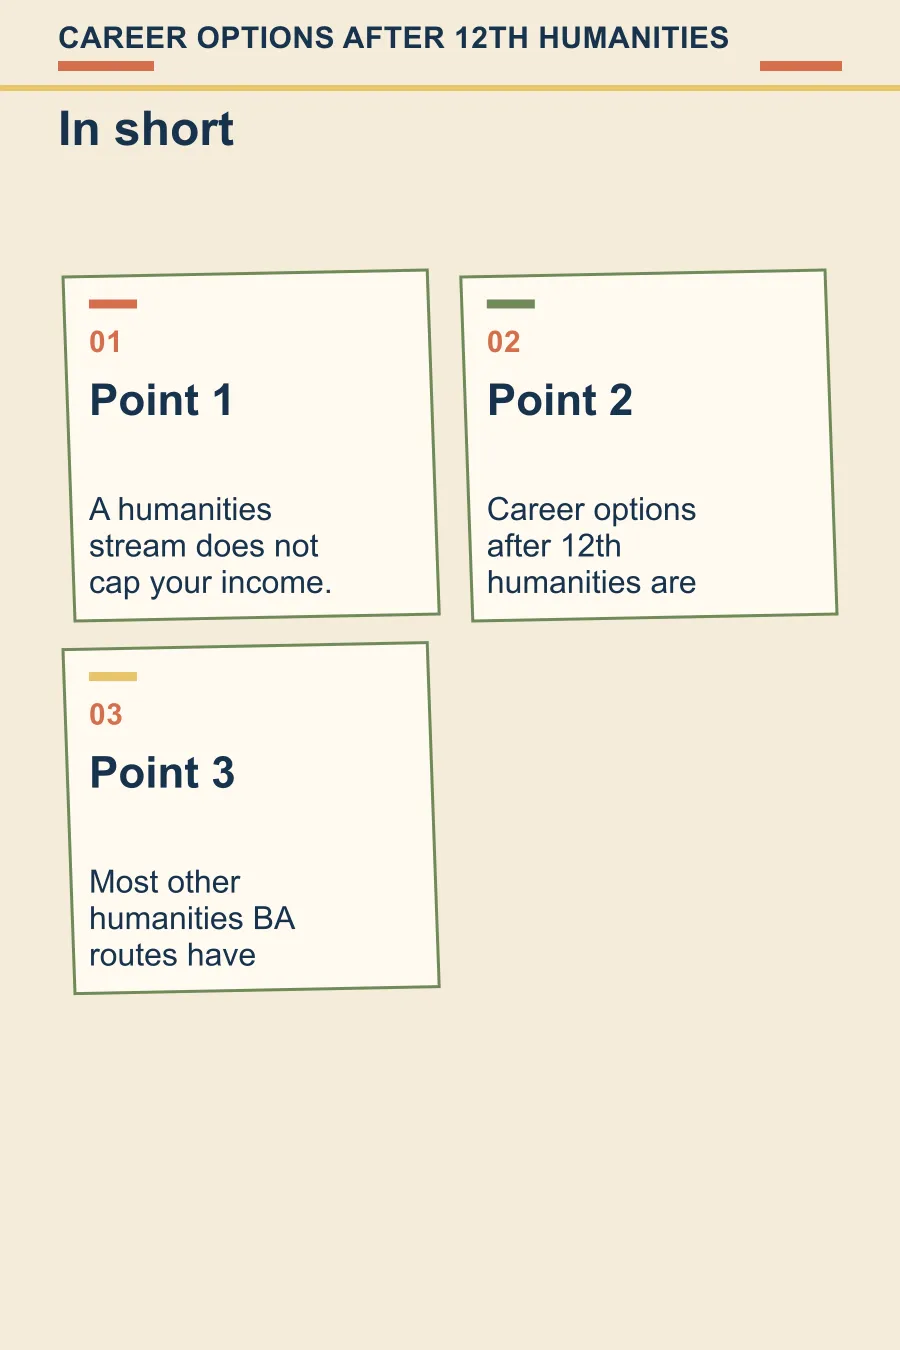 CAREER OPTIONS AFTER 12TH HUMANITIES
In short
01
Point 1
A humanities
stream does not
cap your income.
02
Point 2
Career options
after 12th
humanities are
03
Point 3
Most other
humanities BA
routes have